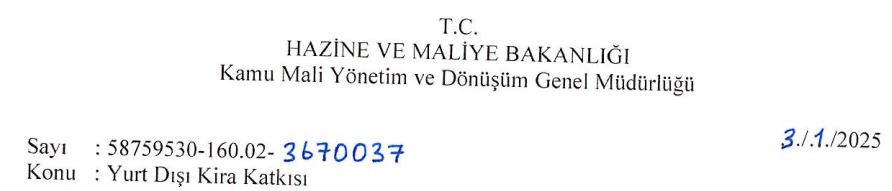 T.C.
HAZİNE VE MALİYE BAKANLIĞI
Kamu Mali Yönetim ve Dönüşüm Genel Müdürlüğü
Sayı : 58759530-160.02- 3670037
3./.1./2025
Konu : Yurt Dışı Kira Katkısı